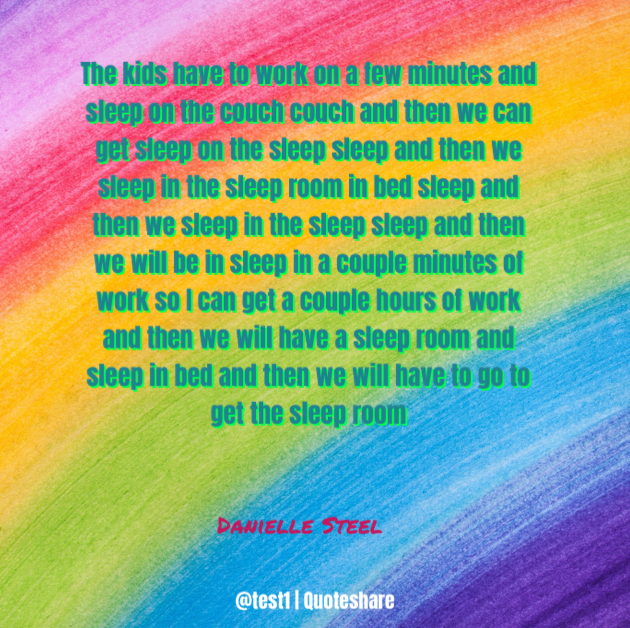 The kids have to work on a few minutes and
sleep on the couch couch and then we can
get sleep on the sleep sleep and then we
sleep in the sleep room in bed sleep and
then we sleep in the sleep sleep and then
we will be in sleep in a couple minutes of
work so I can get a couple hours of work
and then we will have a sleep room and
sleep in bed and then we will have to go to
get the sleep room
Danielle Steel
@test1 | Quoteshare